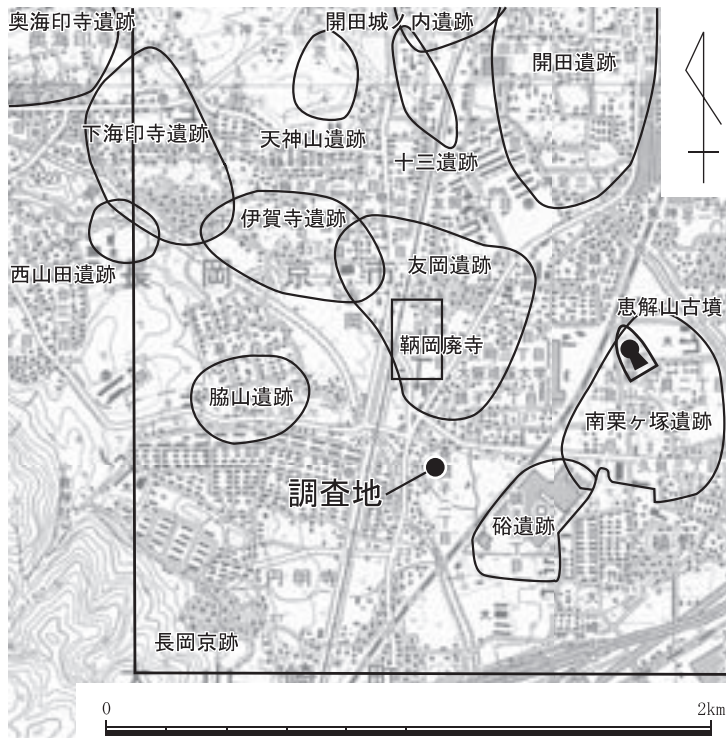 奥海印寺遺跡
開田城ノ内遺跡
開田遺跡
下海印寺遺跡
天神山遺跡
十三遺跡
伊賀寺遺跡
友岡遺跡
西山田遺跡
恵解山古墳
鞆岡廃寺
脇山遺跡
南栗ヶ塚遺跡
調査地
硲遺跡
円明寺
長岡京跡
0
2km